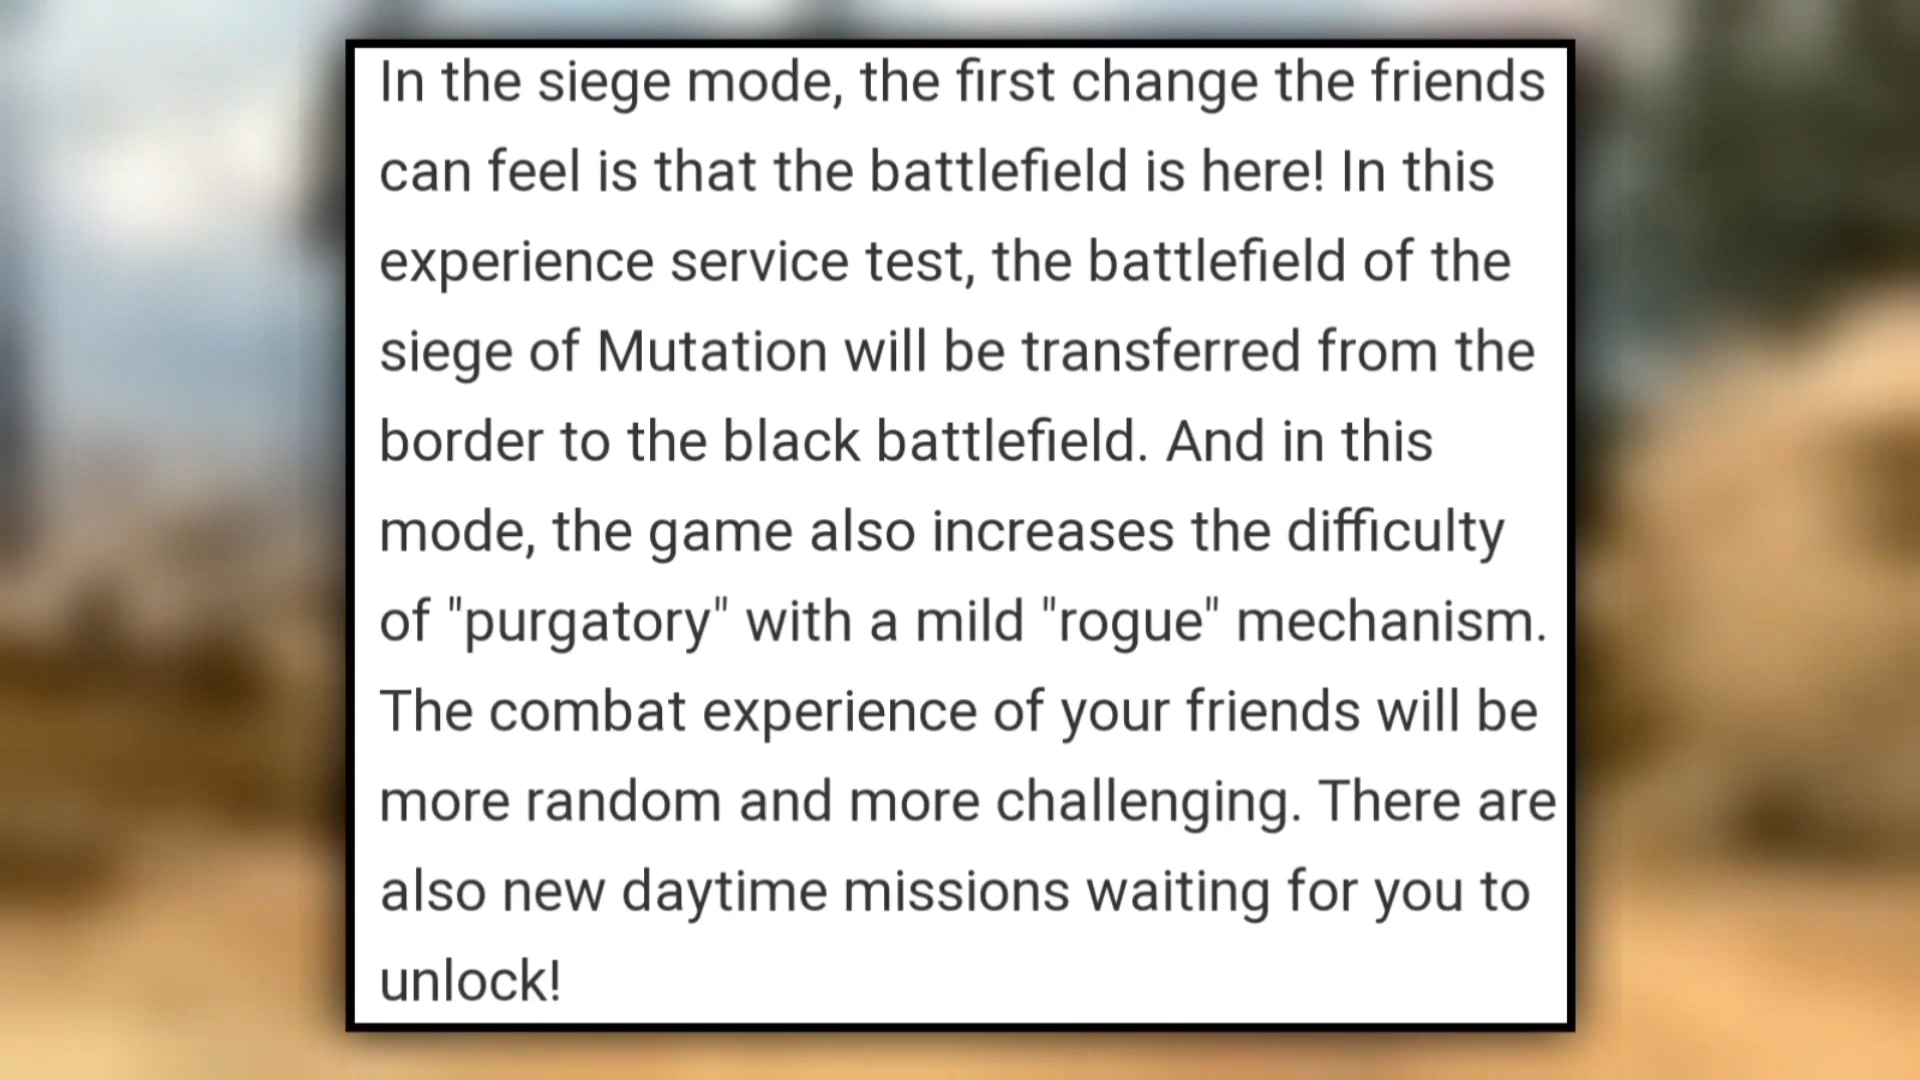 In the siege mode, the first change the friends
can feel is that the battlefield is here! In this
experience service test, the battlefield of the
siege of Mutation will be transferred from the
border to the black battlefield. And in this
mode, the game also increases the difficulty
of "purgatory" with a mild "rogue" mechanism.
The combat experience of your friends will be
more random and more challenging. There are
also new daytime missions waiting for you to
unlock!